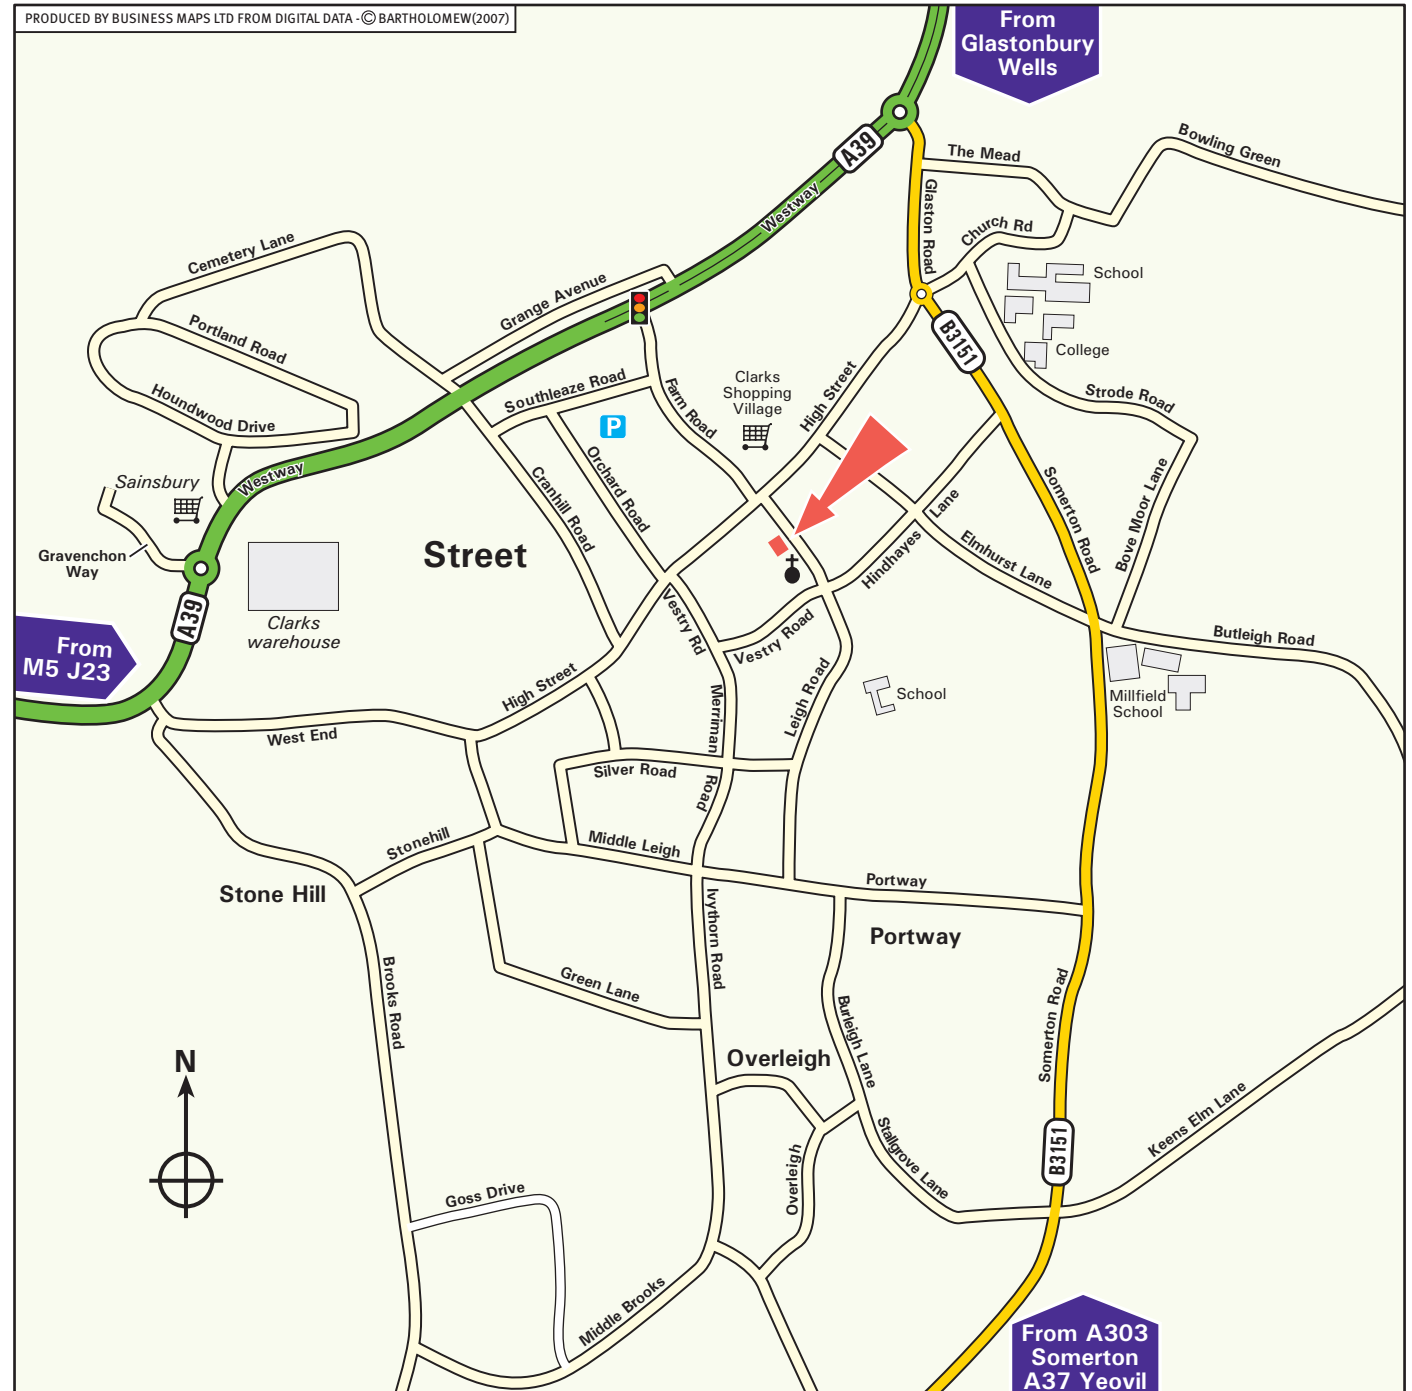 PRODUCED BY BUSINESS MAPS LTD FROM DIGITAL DATA - © BARTHOLOMEW(2007)
From
Glastonbury
Wells
A39
The Mead
Bowling Green
Westway
Glaston Road
Church Rd
Cemetery Lane
Grange Avenue
School
Portland Road
B3151
College
Southleaze Road
Farm Road
Clarks
Shopping
Village
High Street
Strode Road
Houndwood Drive
P
Orchard Road
Cranhill Road
Westway
Sainsbury
Somerton Road
Bove Moor Lane
Hindhayes Lane
Elmhurst Lane
Gravenchon
Way
Street
A39
Clarks
warehouse
Vestry Rd
Vestry Road
Butleigh Road
From
M5 J23
High Street
Merriman Road
Leigh Road
School
Millfield
School
West End
Silver Road
Stonehill
Middle Leigh
Portway
Stone Hill
Ivythorn Road
Portway
Brooks Road
Green Lane
Burleigh Lane
Somerton Road
N
Overleigh
Keens Elm Lane
Stallgrove Lane
B3151
Overleigh
Goss Drive
Middle Brooks
From A303
Somerton
A37 Yeovil